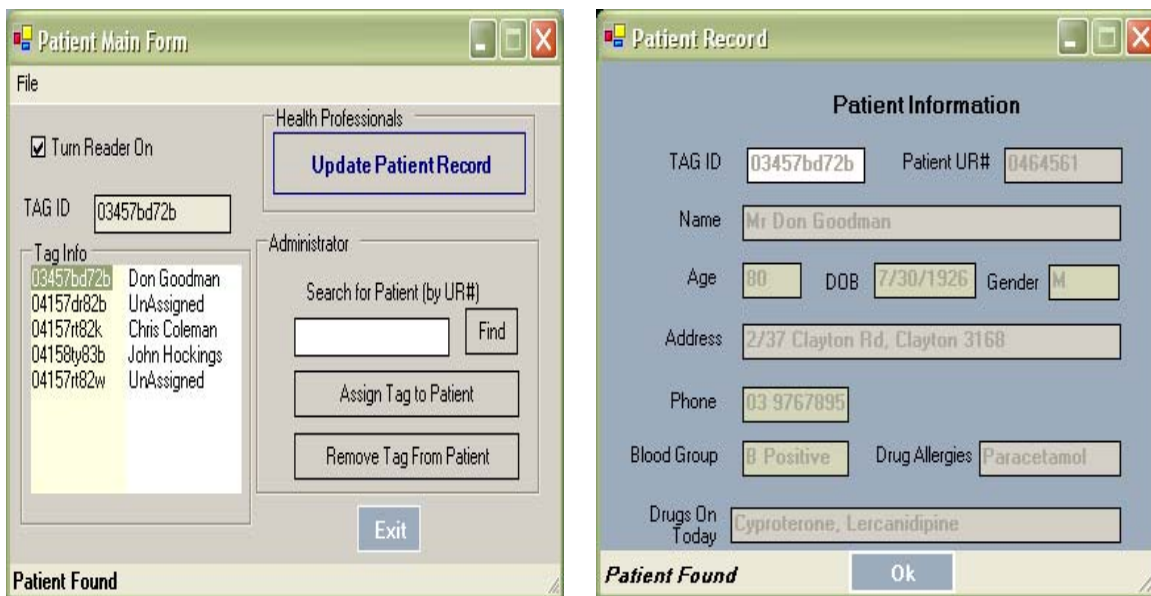 Patient Main Form
File
Turn Reader On
TAG ID 03457bd72b
Tag Info
03457bd72b Don Goodman
04157dr82b UnAssigned
04157rt82k Chris Coleman
04158ty83b John Hockings
04157rt82w UnAssigned
Health Professionals
Update Patient Record
Administrator
Search for Patient (by UR#)
Find
Assign Tag to Patient
Remove Tag From Patient
Exit
Patient Found
Patient Record
Patient Information
TAG ID 03457bd72b Patient UR# 0464561
Name Mr Don Goodman
Age 80 DOB 7/30/1926 Gender M
Address 2/37 Clayton Rd, Clayton 3168
Phone 03 9767895
Blood Group B Positive Drug Allergies Paracetamol
Drugs On
Today Cyproterone, Lercanidipine
Patient Found Ok